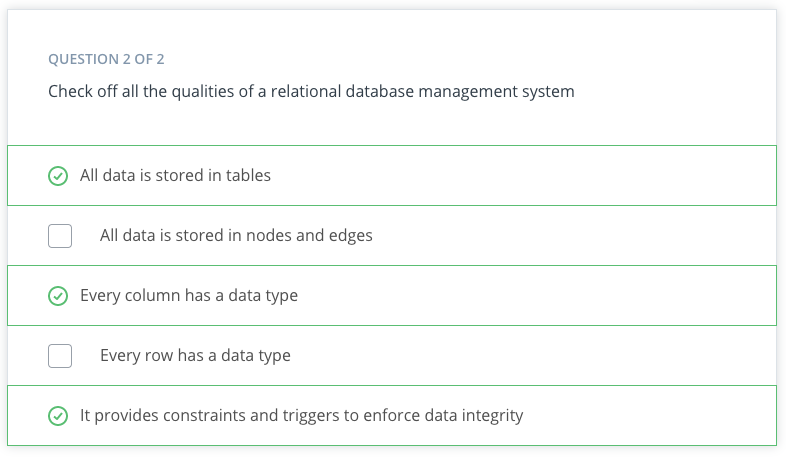 QUESTION 2 OF 2
Check off all the qualities of a relational database management system
All data is stored in tables
All data is stored in nodes and edges
Every column has a data type
Every row has a data type
It provides constraints and triggers to enforce data integrity